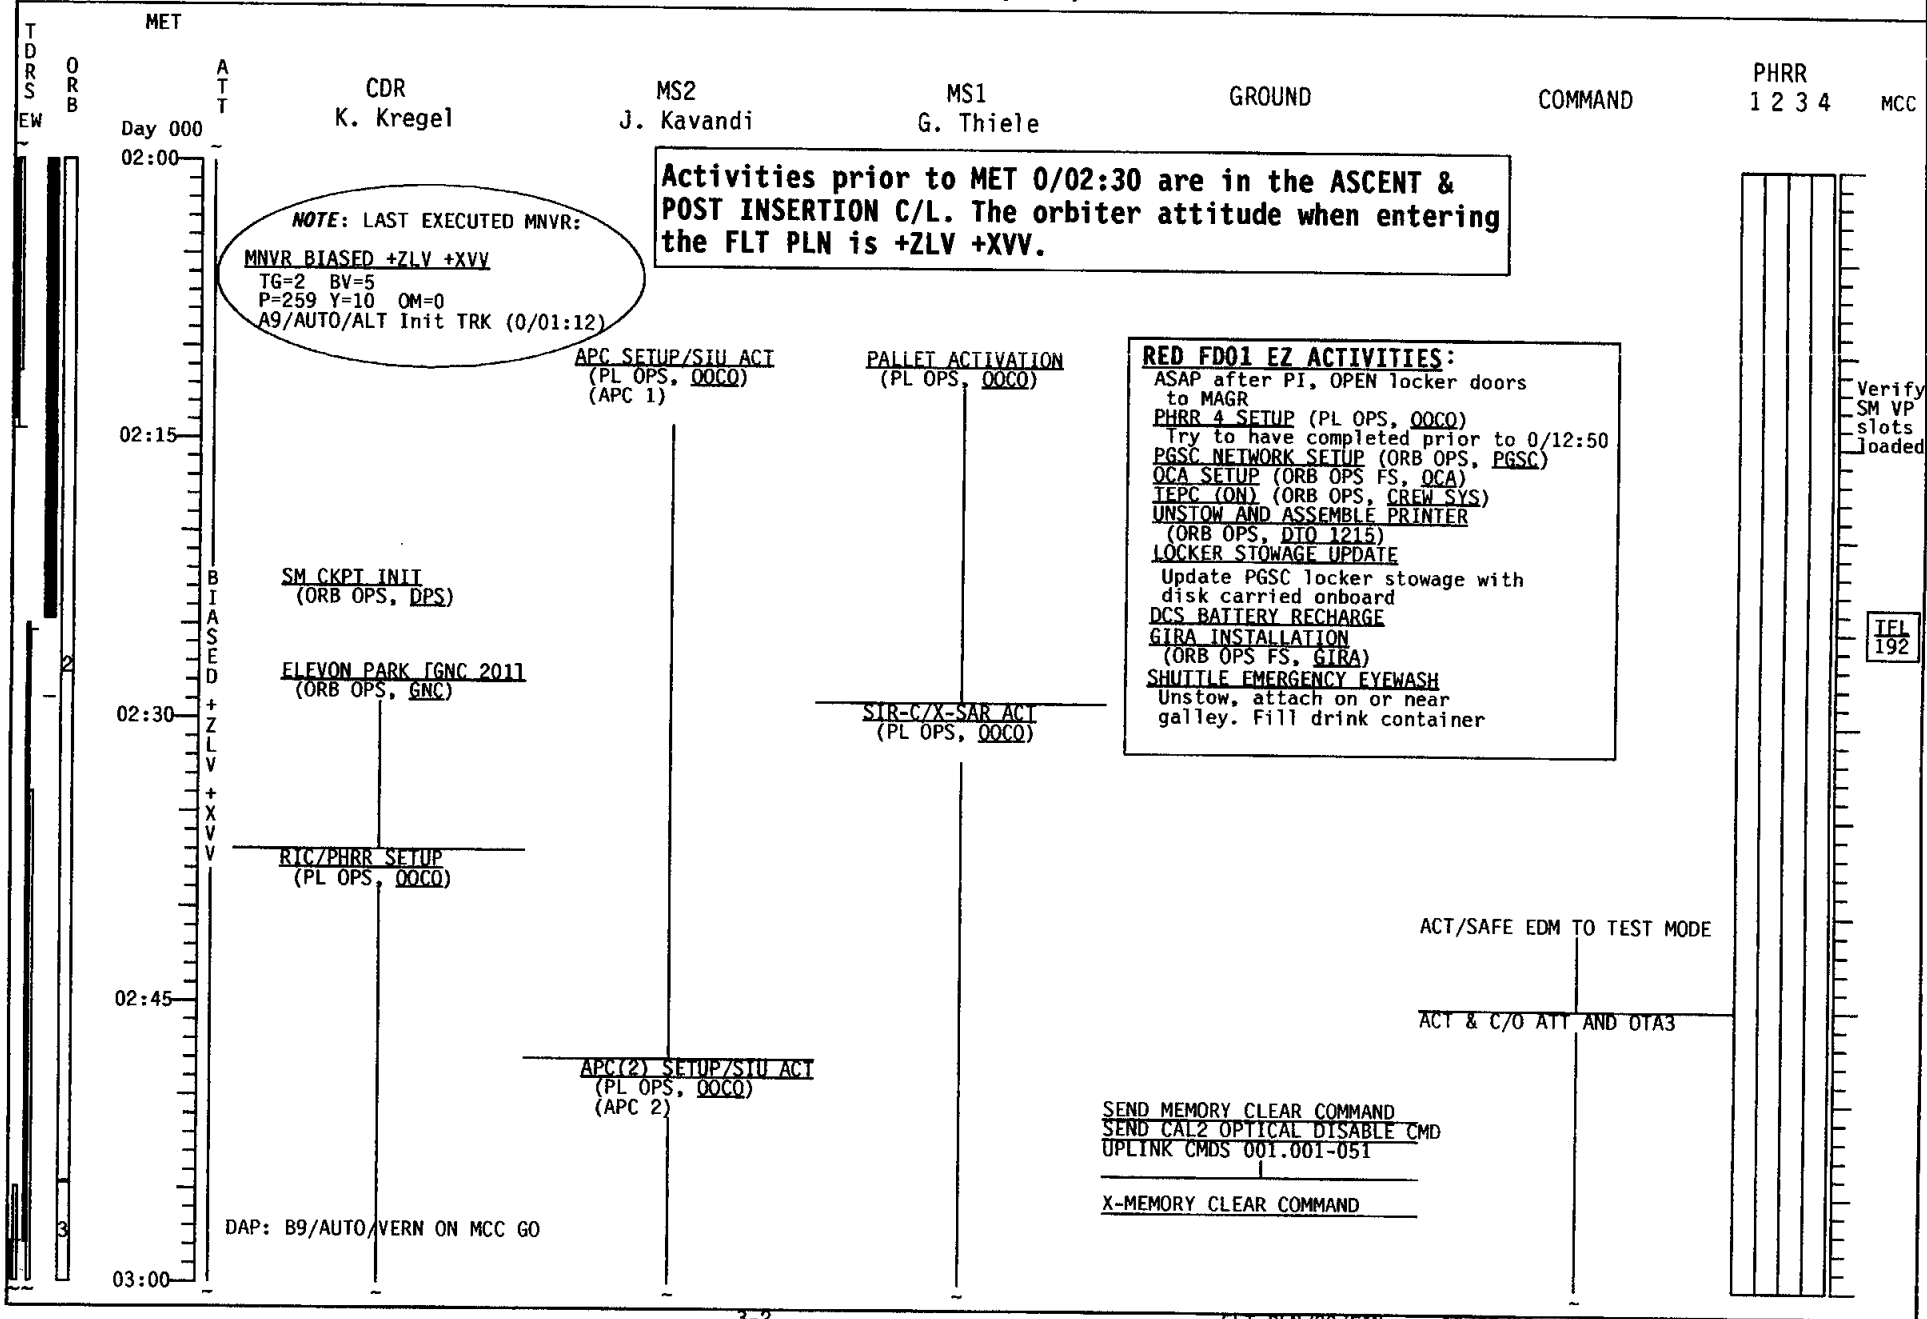 MET
TDRS
EW
ORB
ATT
CDR
K. Kregel
MS2
J. Kavandi
MS1
G. Thiele
GROUND
COMMAND
PHRR
1 2 3 4
MCC
Day 000
02:00
NOTE: LAST EXECUTED MNVR:
MNVR BIASED +ZLV +XVV
TG=2 BV=5
P=259 Y=10 OM=0
A9/AUTO/ALT Init TRK (0/01:12)
Activities prior to MET 0/02:30 are in the ASCENT &
POST INSERTION C/L. The orbiter attitude when entering
the FLT PLN is +ZLV +XVV.
APC SETUP/SIU ACT
(PL OPS, OOCO)
(APC 1)
PALLET ACTIVATION
(PL OPS, OOCO)
RED FD01 EZ ACTIVITIES:
ASAP after PI, OPEN locker doors
to MAGR
PHRR 4 SETUP (PL OPS, OOCO)
Try to have completed prior to 0/12:50
PGSC NETWORK SETUP (ORB OPS, PGSC)
OCA SETUP (ORB OPS FS, OCA)
TEPC (ON) (ORB OPS, CREW SYS)
UNSTOW AND ASSEMBLE PRINTER
(ORB OPS, DTO 1215)
LOCKER STOWAGE UPDATE
Update PGSC locker stowage with
disk carried onboard
DCS BATTERY RECHARGE
GIRA INSTALLATION
(ORB OPS FS, GIRA)
SHUTTLE EMERGENCY EYEWASH
Unstow, attach on or near
galley. Fill drink container
Verify
SM VP
slots
loaded
02:15
BIASED +ZLV +XVV
SM CKPT INIT
(ORB OPS, DPS)
TFL
192
2
ELEVON PARK [GNC 201]
(ORB OPS, GNC)
02:30
SIR-C/X-SAR ACT
(PL OPS, OOCO)
RIC/PHRR SETUP
(PL OPS, OOCO)
ACT/SAFE EDM TO TEST MODE
02:45
ACT & C/O ATT AND OTA3
APC(2) SETUP/SIU ACT
(PL OPS, OOCO)
(APC 2)
SEND MEMORY CLEAR COMMAND
SEND CAL2 OPTICAL DISABLE CMD
UPLINK CMDS 001.001-051
X-MEMORY CLEAR COMMAND
3
DAP: B9/AUTO/VERN ON MCC GO
03:00